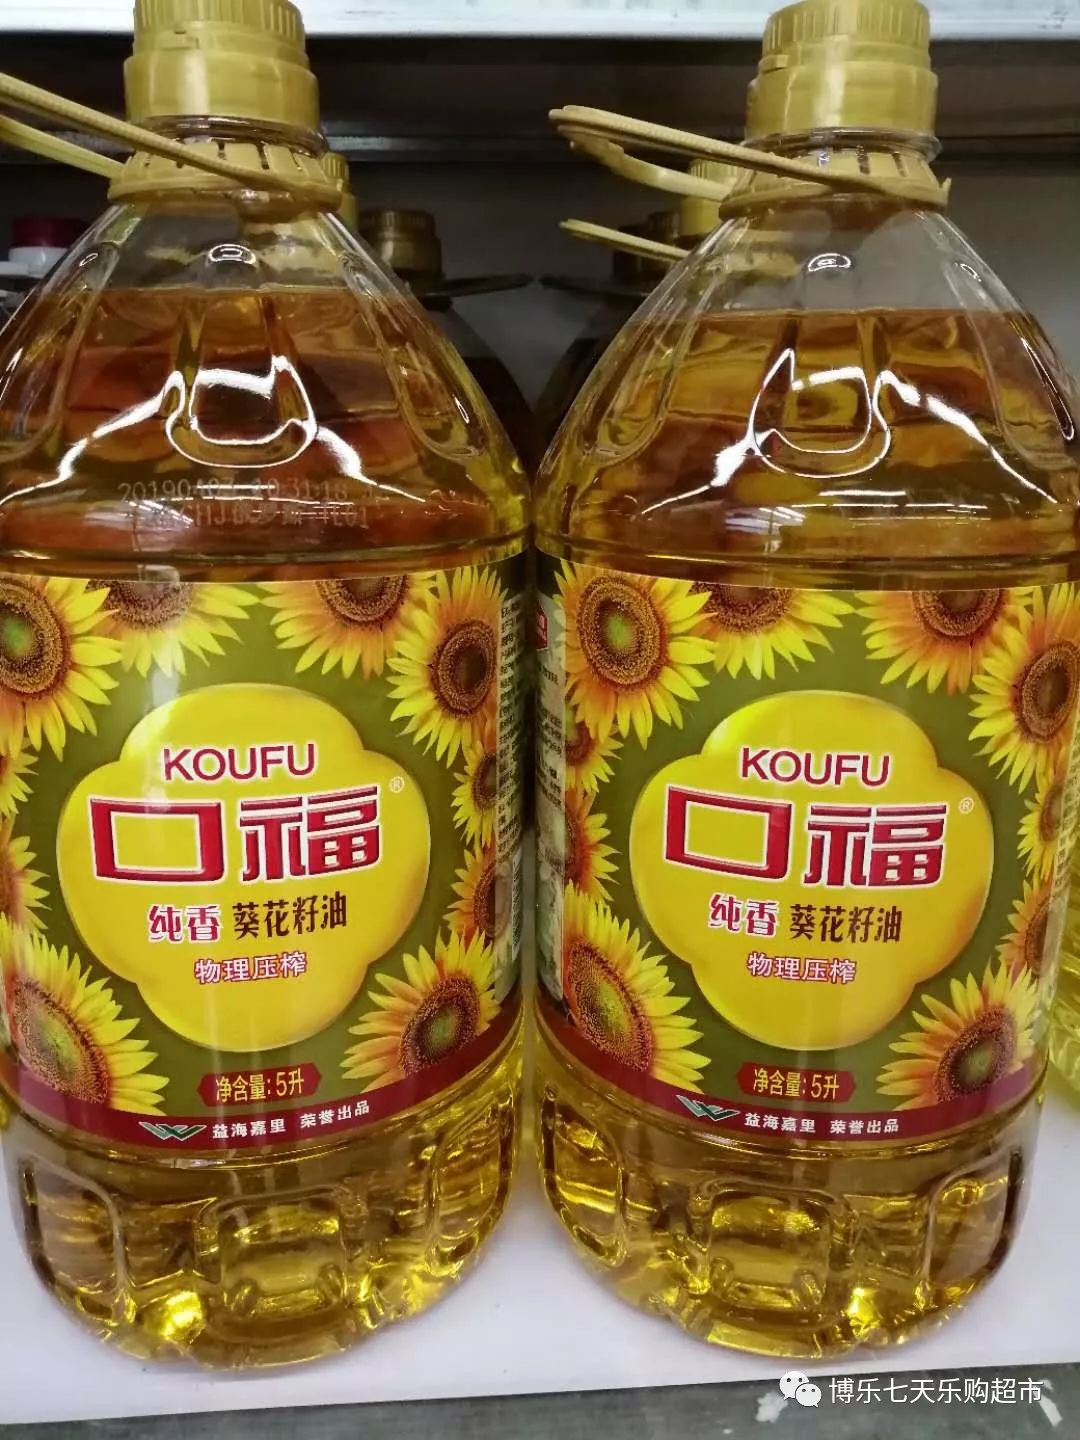 KOUFU
口福®
纯香 葵花籽油
物理压榨
净含量:5升
益海嘉里 荣誉出品
KOUFU
口福®
纯香 葵花籽油
物理压榨
净含量:5升
益海嘉里 荣誉出品
博乐七天乐购超市